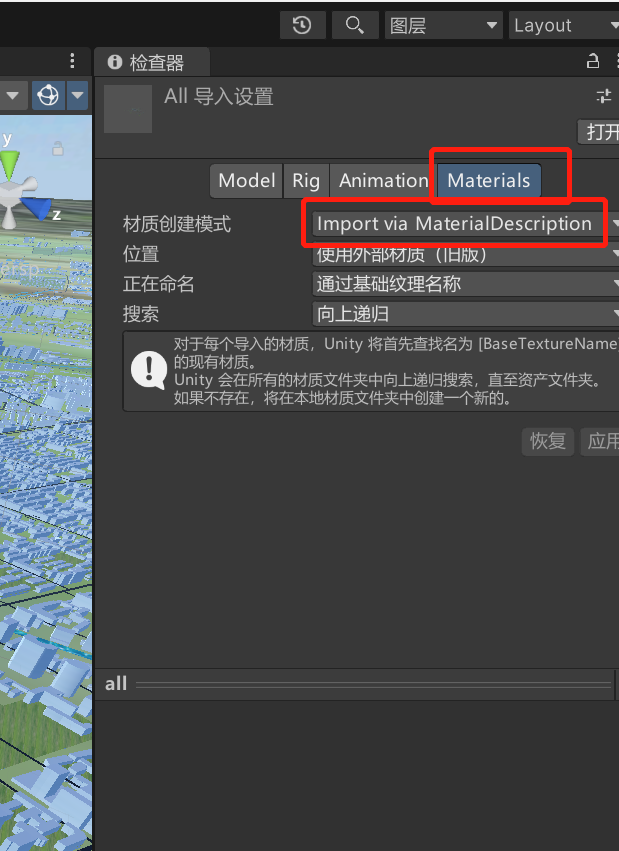 图层
Layout
检查器
All 导入设置
打开
Model
Rig
Animation
Materials
材质创建模式
Import via MaterialDescription
位置
使用外部材质（旧版）
正在命名
通过基础纹理名称
搜索
向上递归
对于每个导入的材质，Unity 将首先查找名为 [BaseTextureName
的现有材质。
Unity 会在所有的材质文件夹中向上递归搜索，直至资产文件夹。
如果不存在，将在本地材质文件夹中创建一个新的。
恢复
应用
all
y
z
ersp